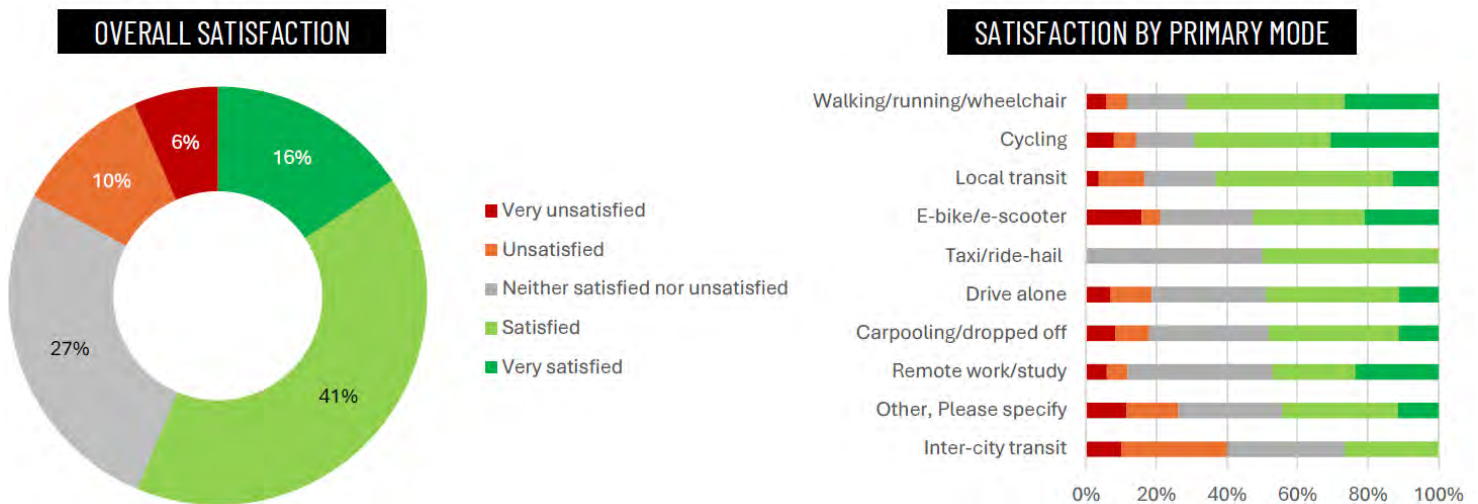 OVERALL SATISFACTION
6%
16%
10%
27%
41%
Very unsatisfied
Unsatisfied
Neither satisfied nor unsatisfied
Satisfied
Very satisfied
SATISFACTION BY PRIMARY MODE
Walking/running/wheelchair
Cycling
Local transit
E-bike/e-scooter
Taxi/ride-hail
Drive alone
Carpooling/dropped off
Remote work/study
Other, Please specify
Inter-city transit
0% 20% 40% 60% 80% 100%